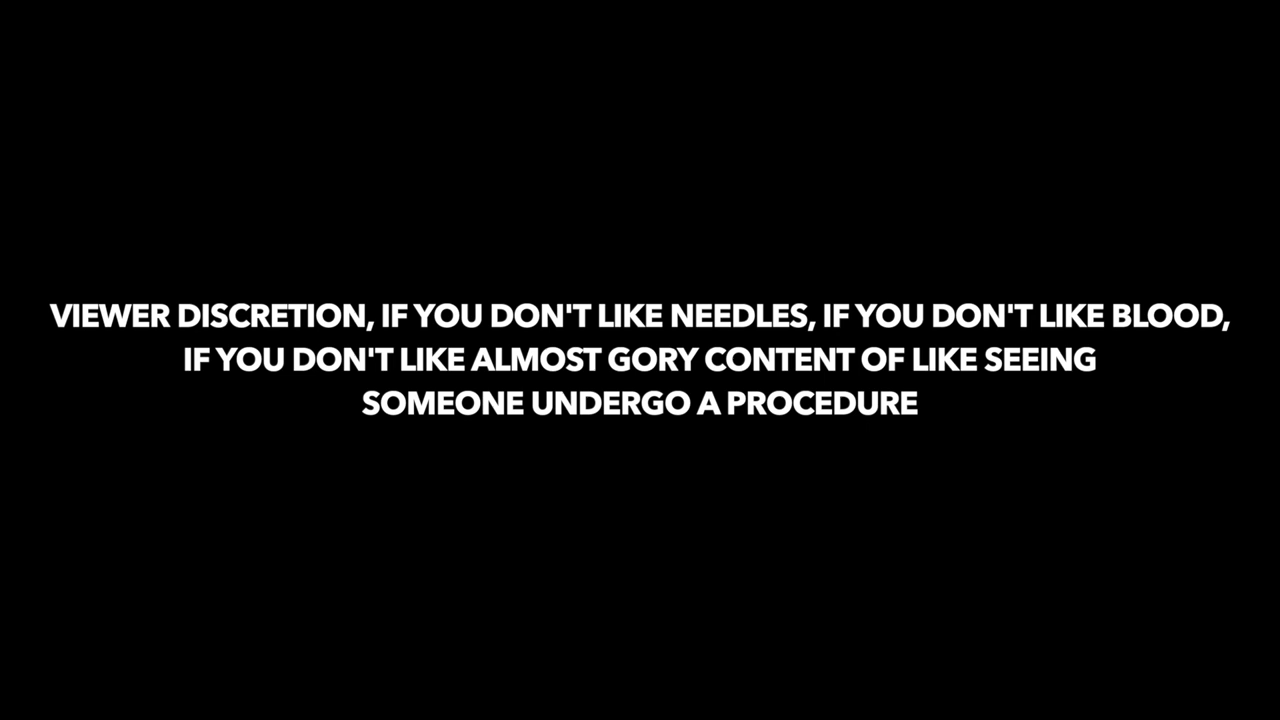 VIEWER DISCRETION, IF YOU DON'T LIKE NEEDLES, IF YOU DON'T LIKE BLOOD,
IF YOU DON'T LIKE ALMOST GORY CONTENT OF LIKE SEEING
SOMEONE UNDERGO A PROCEDURE